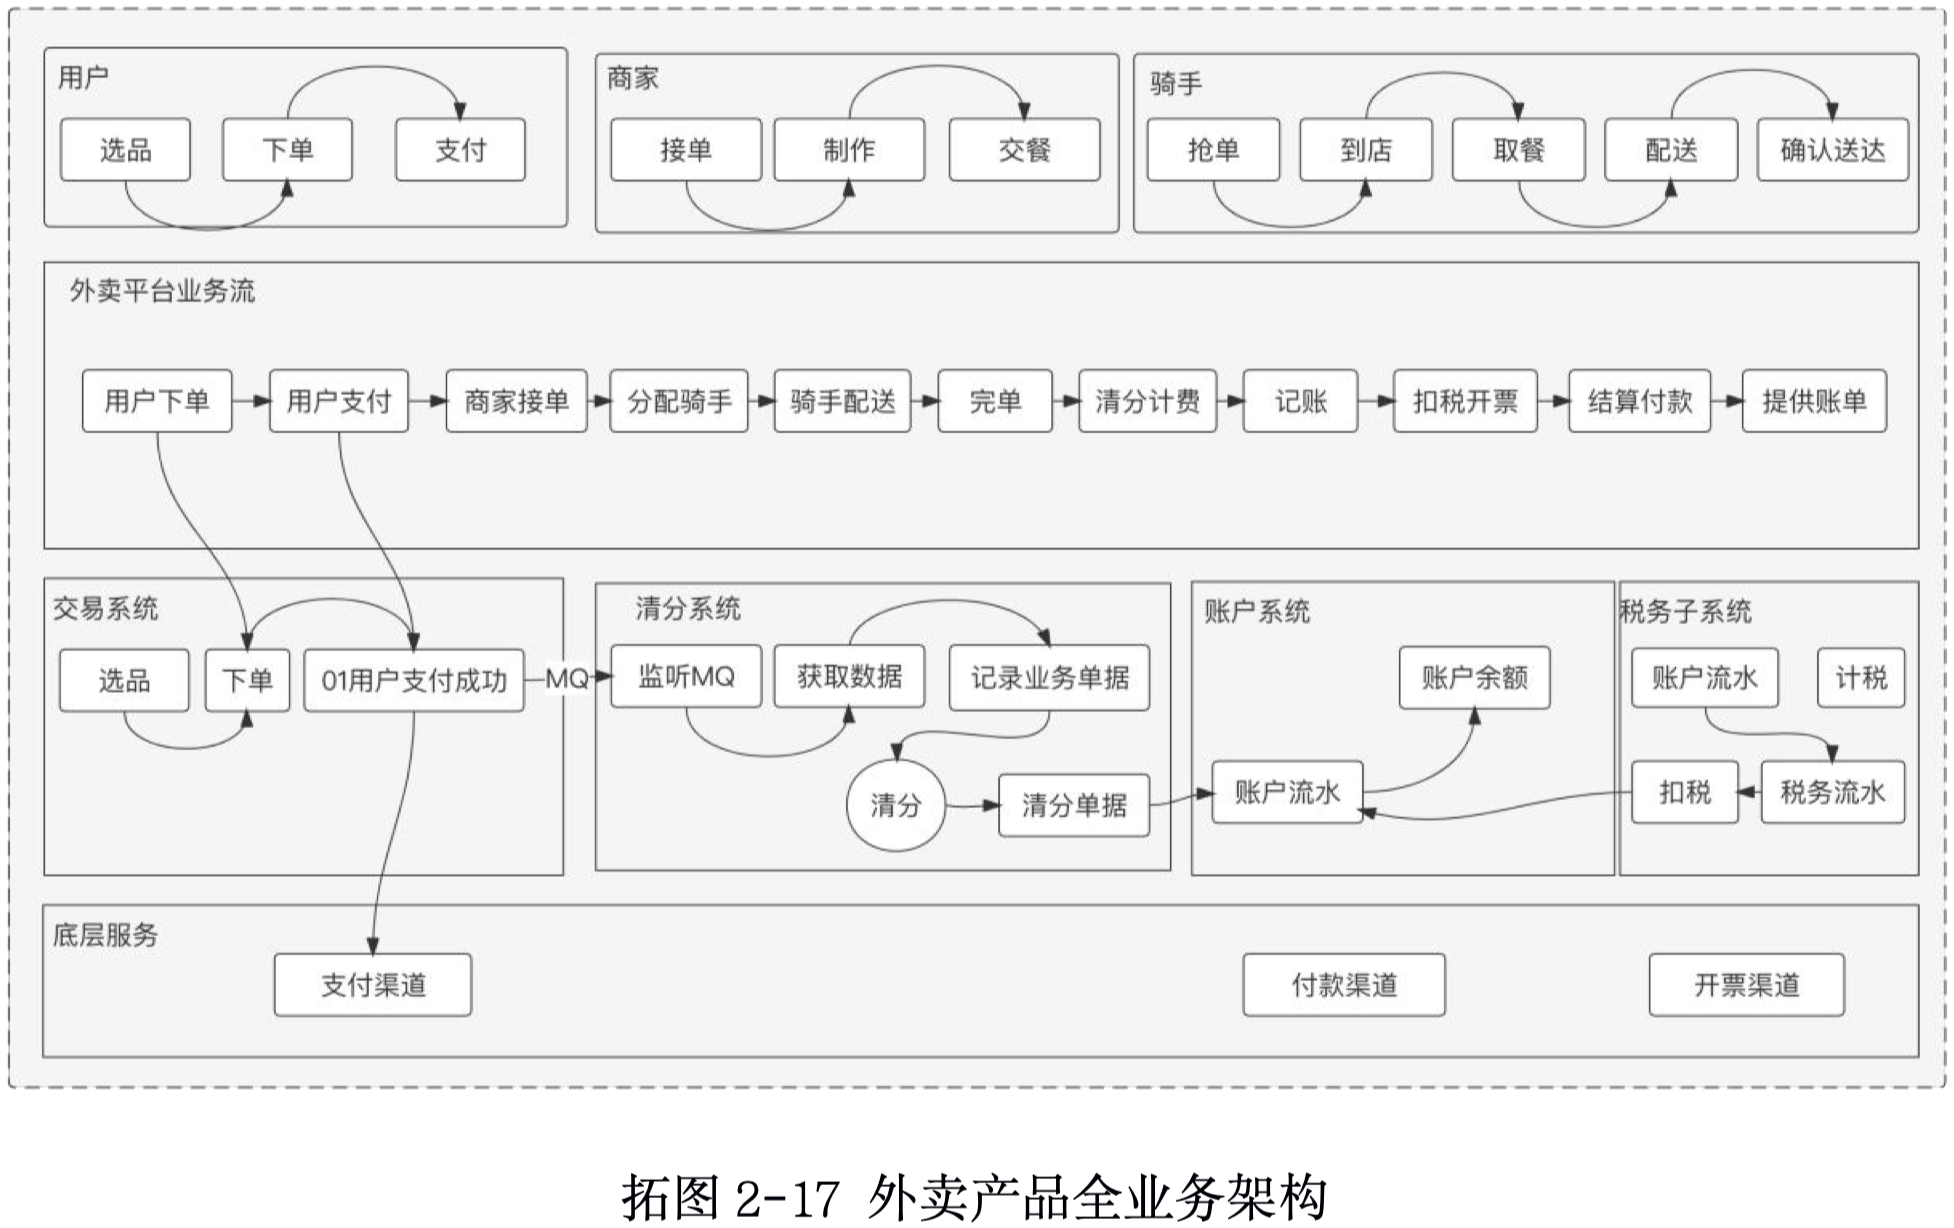 用户
选品
下单
支付
商家
接单
制作
交餐
骑手
抢单
到店
取餐
配送
确认送达
外卖平台业务流
用户下单
用户支付
商家接单
分配骑手
骑手配送
完单
清分计费
记账
扣税开票
结算付款
提供账单
交易系统
选品
下单
01用户支付成功
MQ
清分系统
监听MQ
获取数据
记录业务单据
清分
清分单据
账户系统
账户余额
账户流水
税务子系统
账户流水
计税
扣税
税务流水
底层服务
支付渠道
付款渠道
开票渠道
拓图 2-17 外卖产品全业务架构